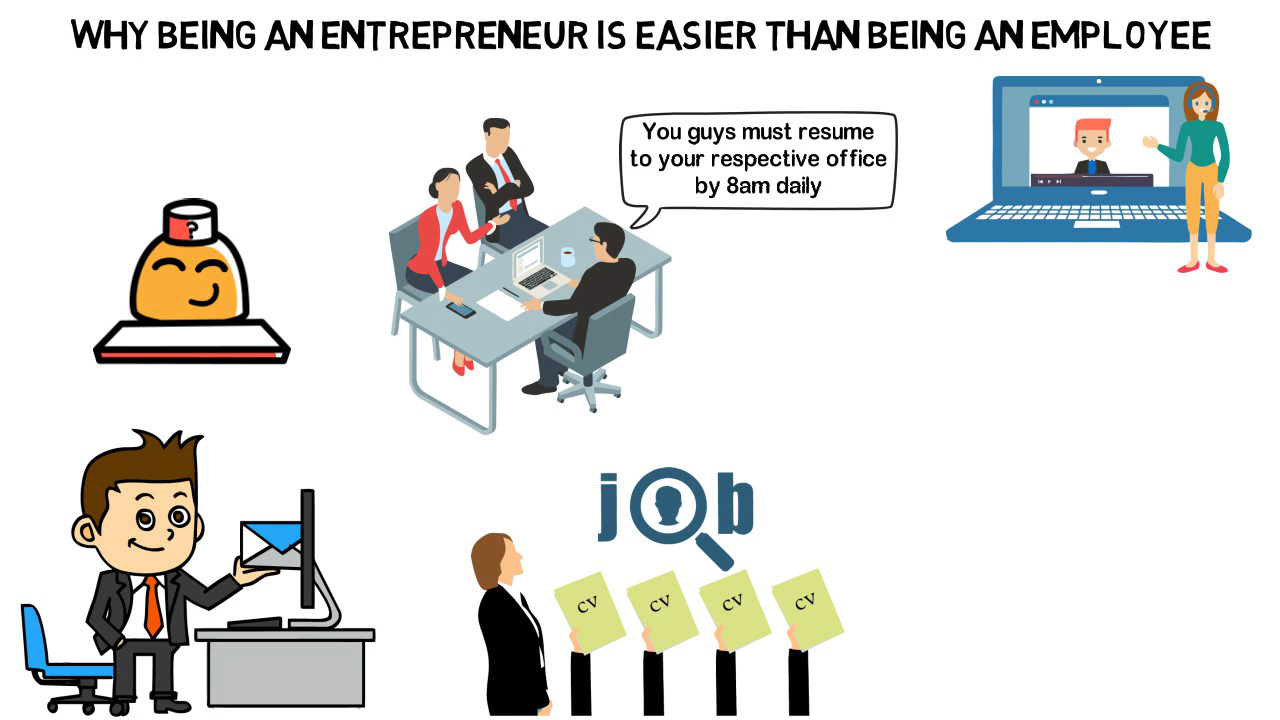 WHY BEING AN ENTREPRENEUR IS EASIER THAN BEING AN EMPLOYEE
You guys must resume
to your respective office
by 8am daily
?
job
CV
CV
CV
CV